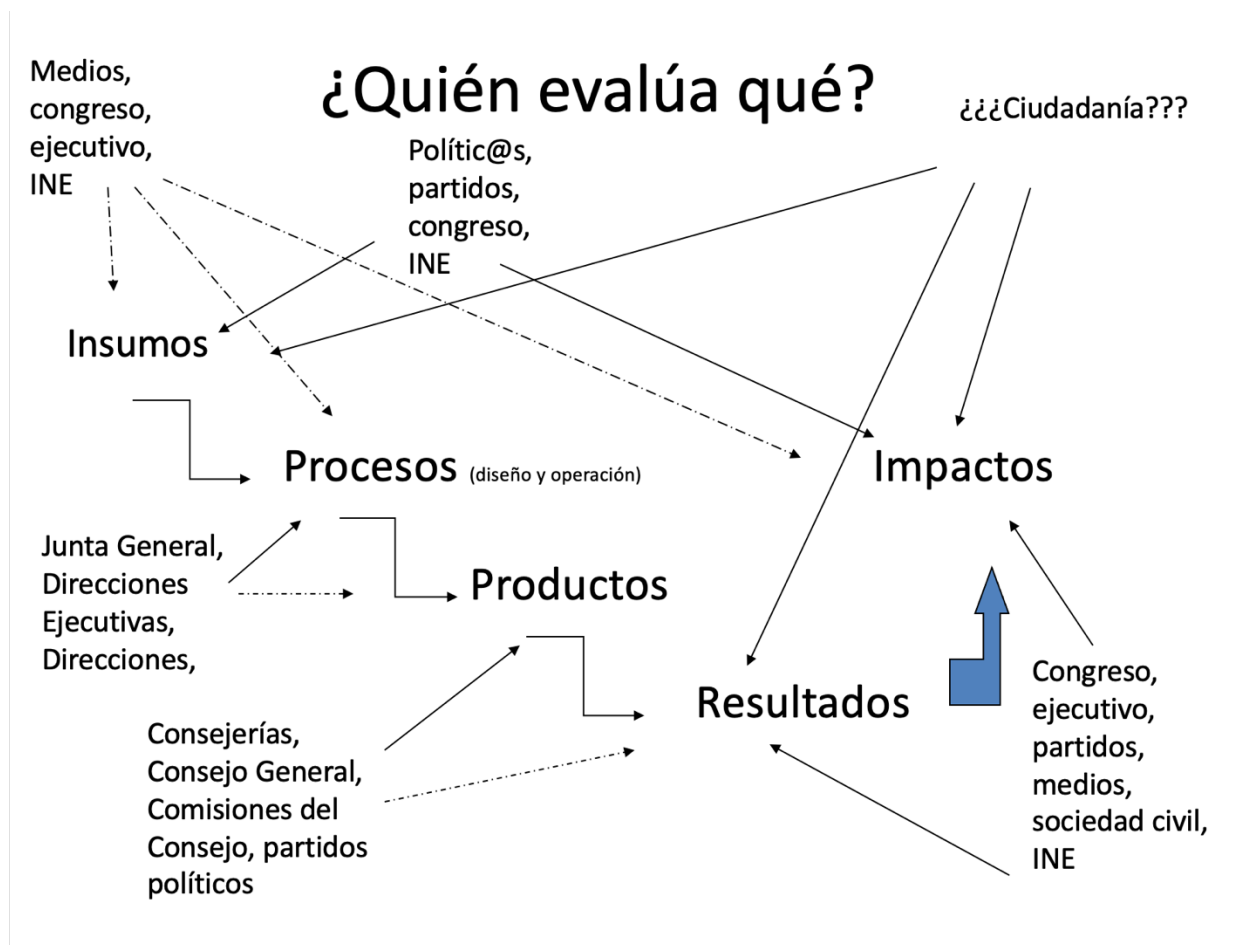 ¿Quién evalúa qué?
Medios,
congreso,
ejecutivo,
INE
Polític@s,
partidos,
congreso,
INE
¿¿¿Ciudadanía???
Insumos
Procesos (diseño y operación)
Impactos
Junta General,
Direcciones
Ejecutivas,
Direcciones,
Productos
Resultados
Consejerías,
Consejo General,
Comisiones del
Consejo, partidos
políticos
Congreso,
ejecutivo,
partidos,
medios,
sociedad civil,
INE